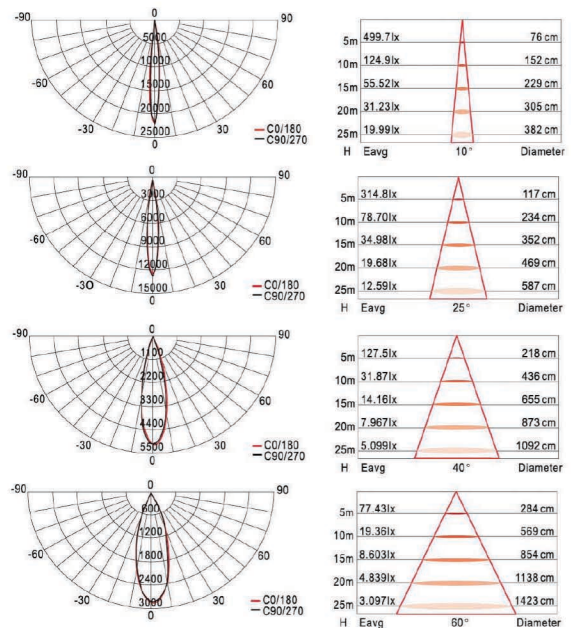 -90 0 90
5000
-60 10000 60
15000
20000
-30 25000 30
0
C0/180
C90/270
5m 499.7lx 76 cm
10m 124.9lx 152 cm
15m 55.52lx 229 cm
20m 31.23lx 305 cm
25m 19.99lx 382 cm
H Eavg 10° Diameter
-90 0 90
3000
-60 6000 60
9000
12000
-30 15000 30
0
C0/180
C90/270
5m 314.8lx 117 cm
10m 78.70lx 234 cm
15m 34.98lx 352 cm
20m 19.68lx 469 cm
25m 12.59lx 587 cm
H Eavg 25° Diameter
-90 0 90
1100
-60 2200 60
3300
4400
-30 5500 30
0
C0/180
C90/270
5m 127.5lx 218 cm
10m 31.87lx 436 cm
15m 14.16lx 655 cm
20m 7.967lx 873 cm
25m 5.099lx 1092 cm
H Eavg 40° Diameter
-90 0 90
600
-60 1200 60
1800
2400
-30 3000 30
0
C0/180
C90/270
5m 77.43lx 284 cm
10m 19.36lx 569 cm
15m 8.603lx 854 cm
20m 4.839lx 1138 cm
25m 3.097lx 1423 cm
H Eavg 60° Diameter